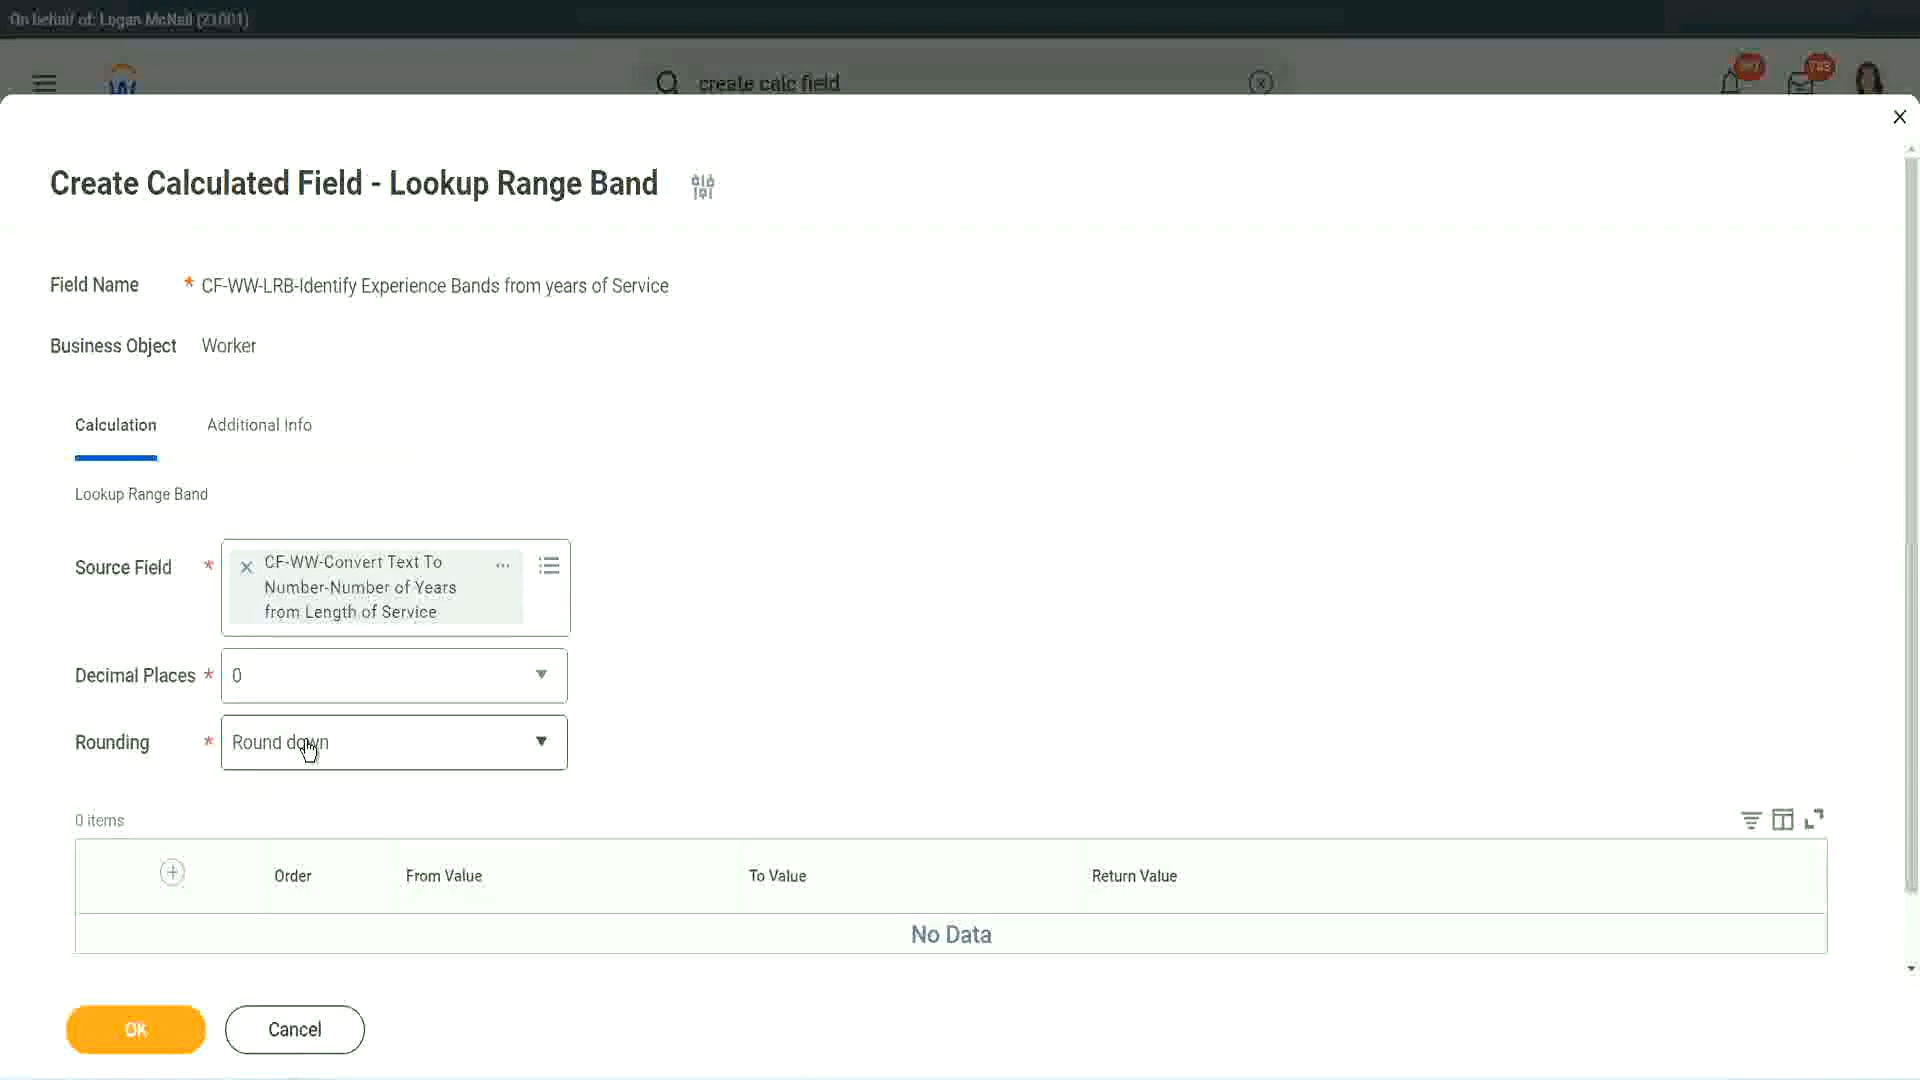 On behalf of: Logan McNeil (21001)
create calc field
743
Create Calculated Field - Lookup Range Band
Field Name * CF-WW-LRB-Identify Experience Bands from years of Service
Business Object Worker
Calculation Additional Info
Lookup Range Band
Source Field * CF-WW-Convert Text To
Number-Number of Years
from Length of Service
Decimal Places * 0
Rounding * Round down
0 items
Order From Value To Value Return Value
No Data
OK Cancel